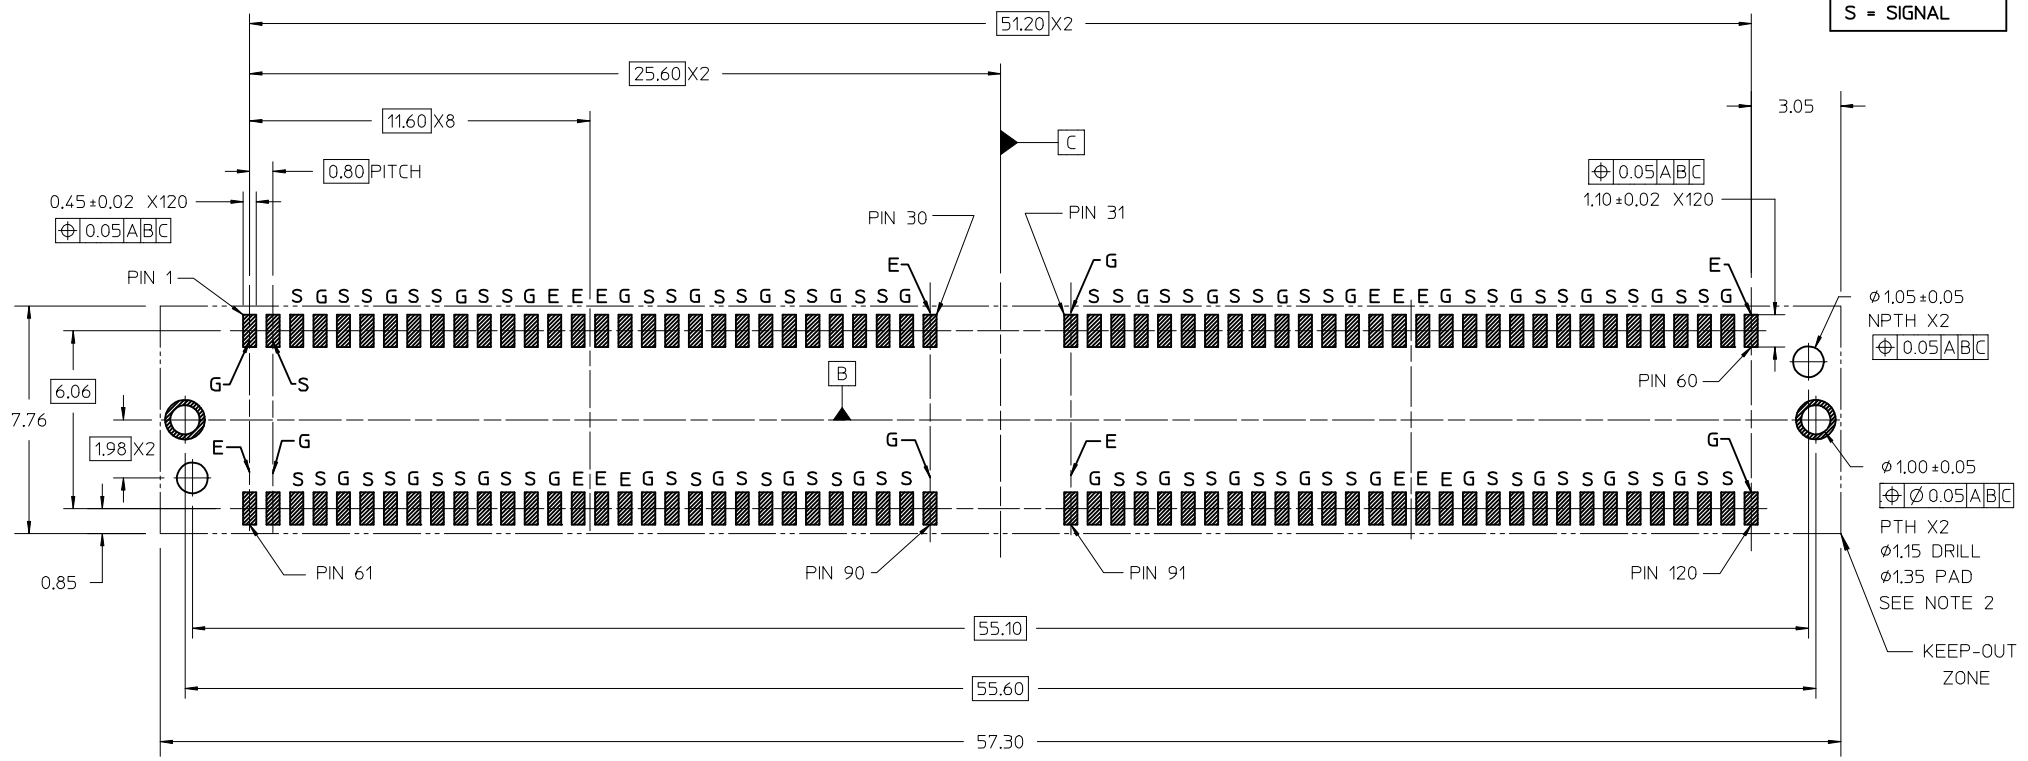 S = SIGNAL
51.20 X2
25.60 X2
3.05
11.60 X8
C
0.80 PITCH
⌖ 0.05 A B C
0.45±0.02 X120
1.10±0.02 X120
⌖ 0.05 A B C
PIN 30
PIN 31
PIN 1
E
G
E
S G S S G S S G S S G E E E G S S G S S G S S G S S G
S S G S S G S S G S S G E E E G S S G S S G S S G S S G
Ø1.05±0.05
NPTH X2
⌖ 0.05 A B C
G
S
B
PIN 60
6.06
7.76
1.98 X2
E
G
G
E
G
S S G S S G S S G S S G E E E G S S G S S G S S G S S
G S S G S S G S S G S S G E E E G S S G S S G S S G S S
Ø1.00±0.05
⌖ Ø 0.05 A B C
PTH X2
Ø1.15 DRILL
Ø1.35 PAD
SEE NOTE 2
0.85
PIN 61
PIN 90
PIN 91
PIN 120
55.10
KEEP-OUT
ZONE
55.60
57.30